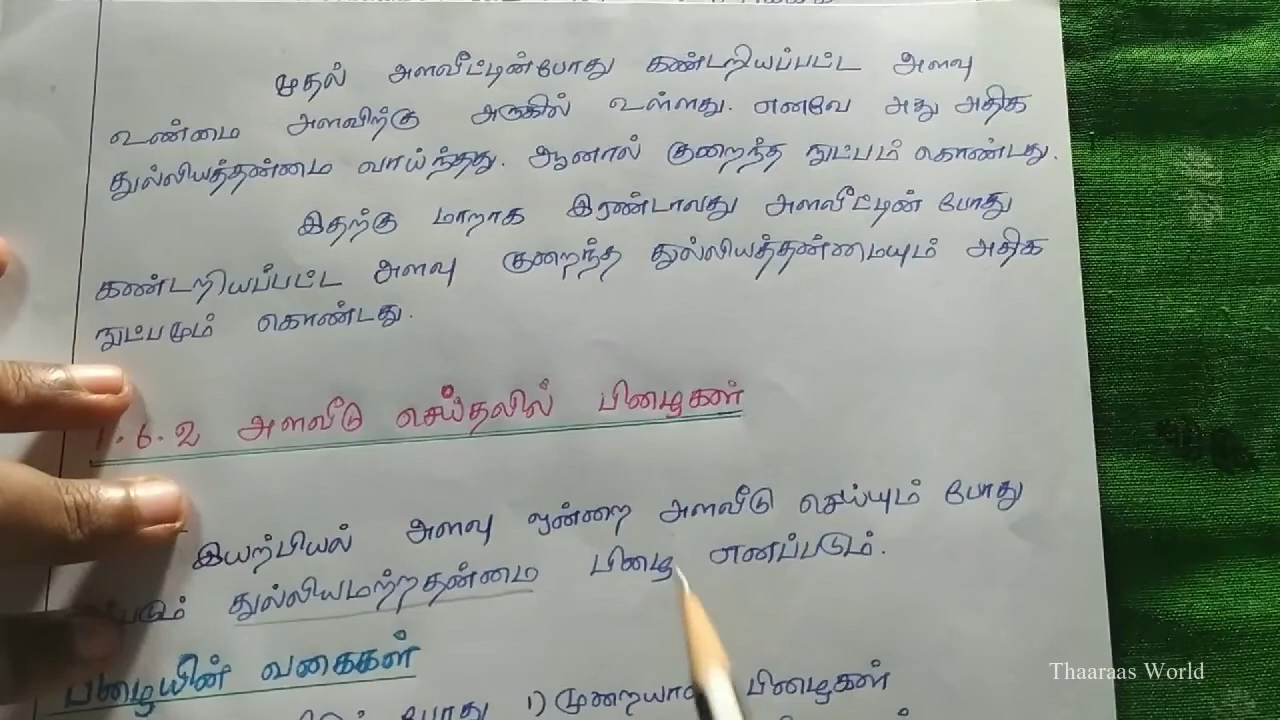 முதல் அளவீட்டின்போது கண்டறியப்பட்ட அளவு
உண்மை அளவிற்கு அருகில் உள்ளது. எனவே அது அதிக
துல்லியத்தன்மை வாய்ந்தது. ஆனால் குறைந்த நுட்பம் கொண்டது.
இதற்கு மாறாக இரண்டாவது அளவீட்டின் போது
கண்டறியப்பட்ட அளவு குறைந்த துல்லியத்தன்மையும் அதிக
நுட்பமும் கொண்டது.
1.6.2 அளவீடு செய்தலில் பிழைகள்
இயற்பியல் அளவு ஒன்றை அளவீடு செய்யும் போது
துல்லியமற்றதன்மை பிழை எனப்படும்.
பிழையின் வகைகள்
போது 1) முறையான பிழைகள்
Thaaraas World